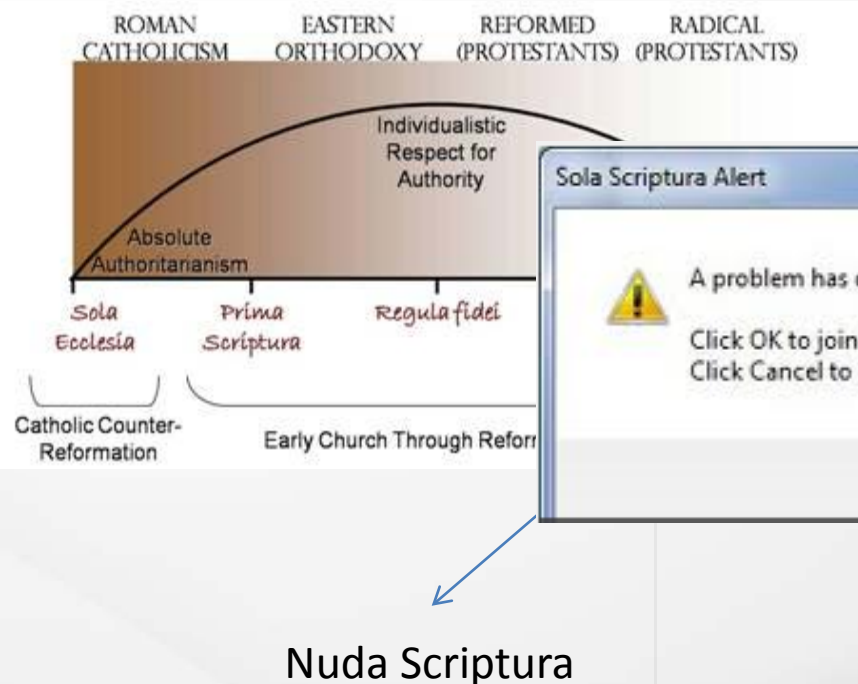 ROMAN CATHOLICISM
EASTERN ORTHODOXY
REFORMED (PROTESTANTS)
RADICAL (PROTESTANTS)
Individualistic
Respect for
Authority
Absolute
Authoritarianism
Sola
Ecclesia
Prima
Scriptura
Regula fidei
Catholic Counter-
Reformation
Early Church Through Refor
Sola Scriptura Alert
A problem has
Click OK to join
Click Cancel to
Nuda Scriptura